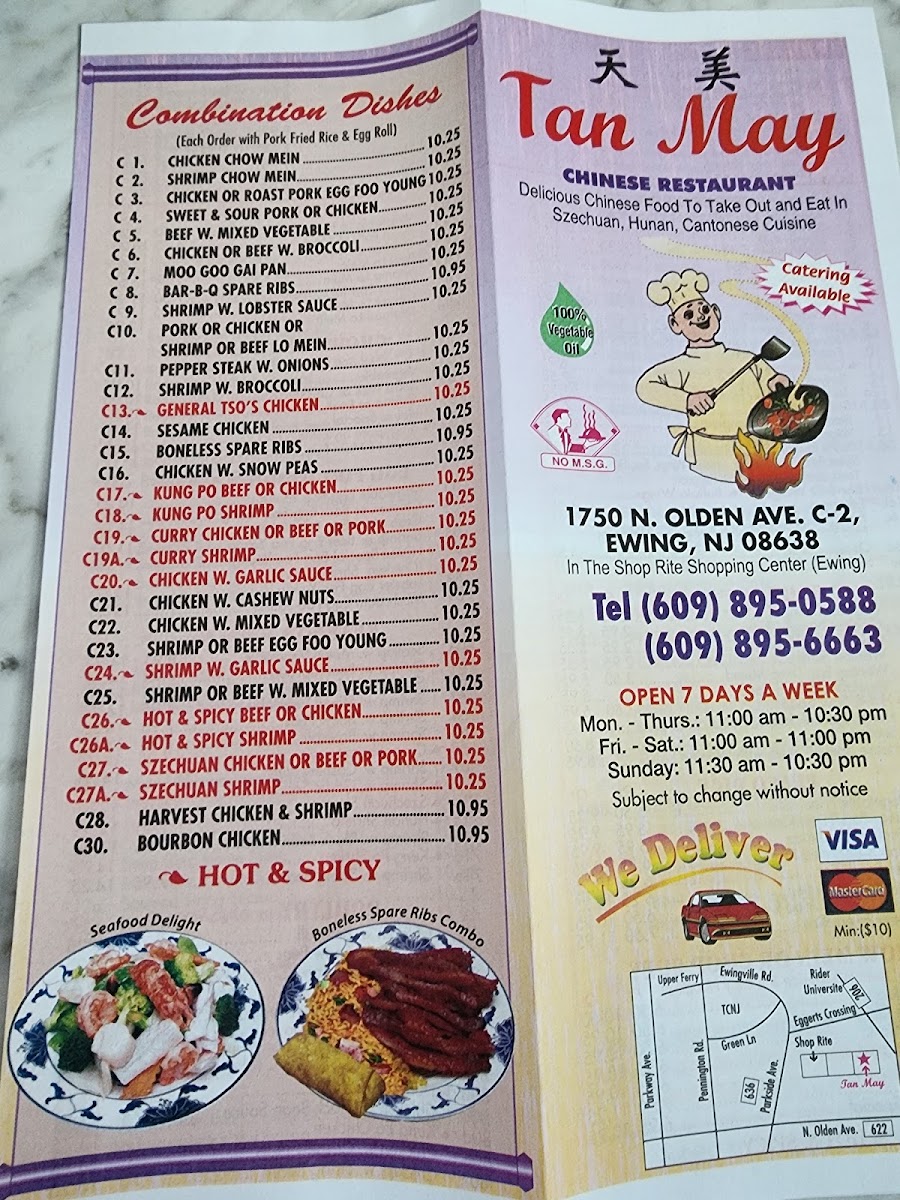 Combination Dishes
(Each Order with Pork Fried Rice & Egg Roll)
C 1. CHICKEN CHOW MEIN 10.25
C 2. SHRIMP CHOW MEIN 10.25
C 3. CHICKEN OR ROAST PORK EGG FOO YOUNG 10.25
C 4. SWEET & SOUR PORK OR CHICKEN 10.25
C 5. BEEF W. MIXED VEGETABLE 10.25
C 6. CHICKEN OR BEEF W. BROCCOLI 10.25
C 7. MOO GOO GAI PAN 10.25
C 8. BAR-B-Q SPARE RIBS 10.95
C 9. SHRIMP W. LOBSTER SAUCE 10.25
C10. PORK OR CHICKEN OR
SHRIMP OR BEEF LO MEIN 10.25
C11. PEPPER STEAK W. ONIONS 10.25
C12. SHRIMP W. BROCCOLI 10.25
C13. GENERAL TSO'S CHICKEN 10.25
C14. SESAME CHICKEN 10.25
C15. BONELESS SPARE RIBS 10.95
C16. CHICKEN W. SNOW PEAS 10.25
C17. KUNG PO BEEF OR CHICKEN 10.25
C18. KUNG PO SHRIMP 10.25
C19. CURRY CHICKEN OR BEEF OR PORK 10.25
C19A. CURRY SHRIMP 10.25
C20. CHICKEN W. GARLIC SAUCE 10.25
C21. CHICKEN W. CASHEW NUTS 10.25
C22. CHICKEN W. MIXED VEGETABLE 10.25
C23. SHRIMP OR BEEF EGG FOO YOUNG 10.25
C24. SHRIMP W. GARLIC SAUCE 10.25
C25. SHRIMP OR BEEF W. MIXED VEGETABLE 10.25
C26. HOT & SPICY BEEF OR CHICKEN 10.25
C26A. HOT & SPICY SHRIMP 10.25
C27. SZECHUAN CHICKEN OR BEEF OR PORK 10.25
C27A. SZECHUAN SHRIMP 10.25
C28. HARVEST CHICKEN & SHRIMP 10.95
C30. BOURBON CHICKEN 10.95
HOT & SPICY
Seafood Delight
Boneless Spare Ribs Combo
天 美
Tan May
CHINESE RESTAURANT
Delicious Chinese Food To Take Out and Eat In
Szechuan, Hunan, Cantonese Cuisine
Catering
Available
100%
Vegetable
Oil
NO M.S.G.
1750 N. OLDEN AVE. C-2,
EWING, NJ 08638
In The Shop Rite Shopping Center (Ewing)
Tel (609) 895-0588
(609) 895-6663
OPEN 7 DAYS A WEEK
Mon. - Thurs.: 11:00 am - 10:30 pm
Fri. - Sat.: 11:00 am - 11:00 pm
Sunday: 11:30 am - 10:30 pm
Subject to change without notice
We Deliver
VISA
MasterCard
Min:($10)
Upper Ferry
Ewingville Rd.
Rider
Universite
206
TCNJ
Eggerts Crossing
Green Ln
Shop Rite
Parkway Ave.
Pennington Rd.
636
Parkside Ave.
Tan May
N. Olden Ave. 622